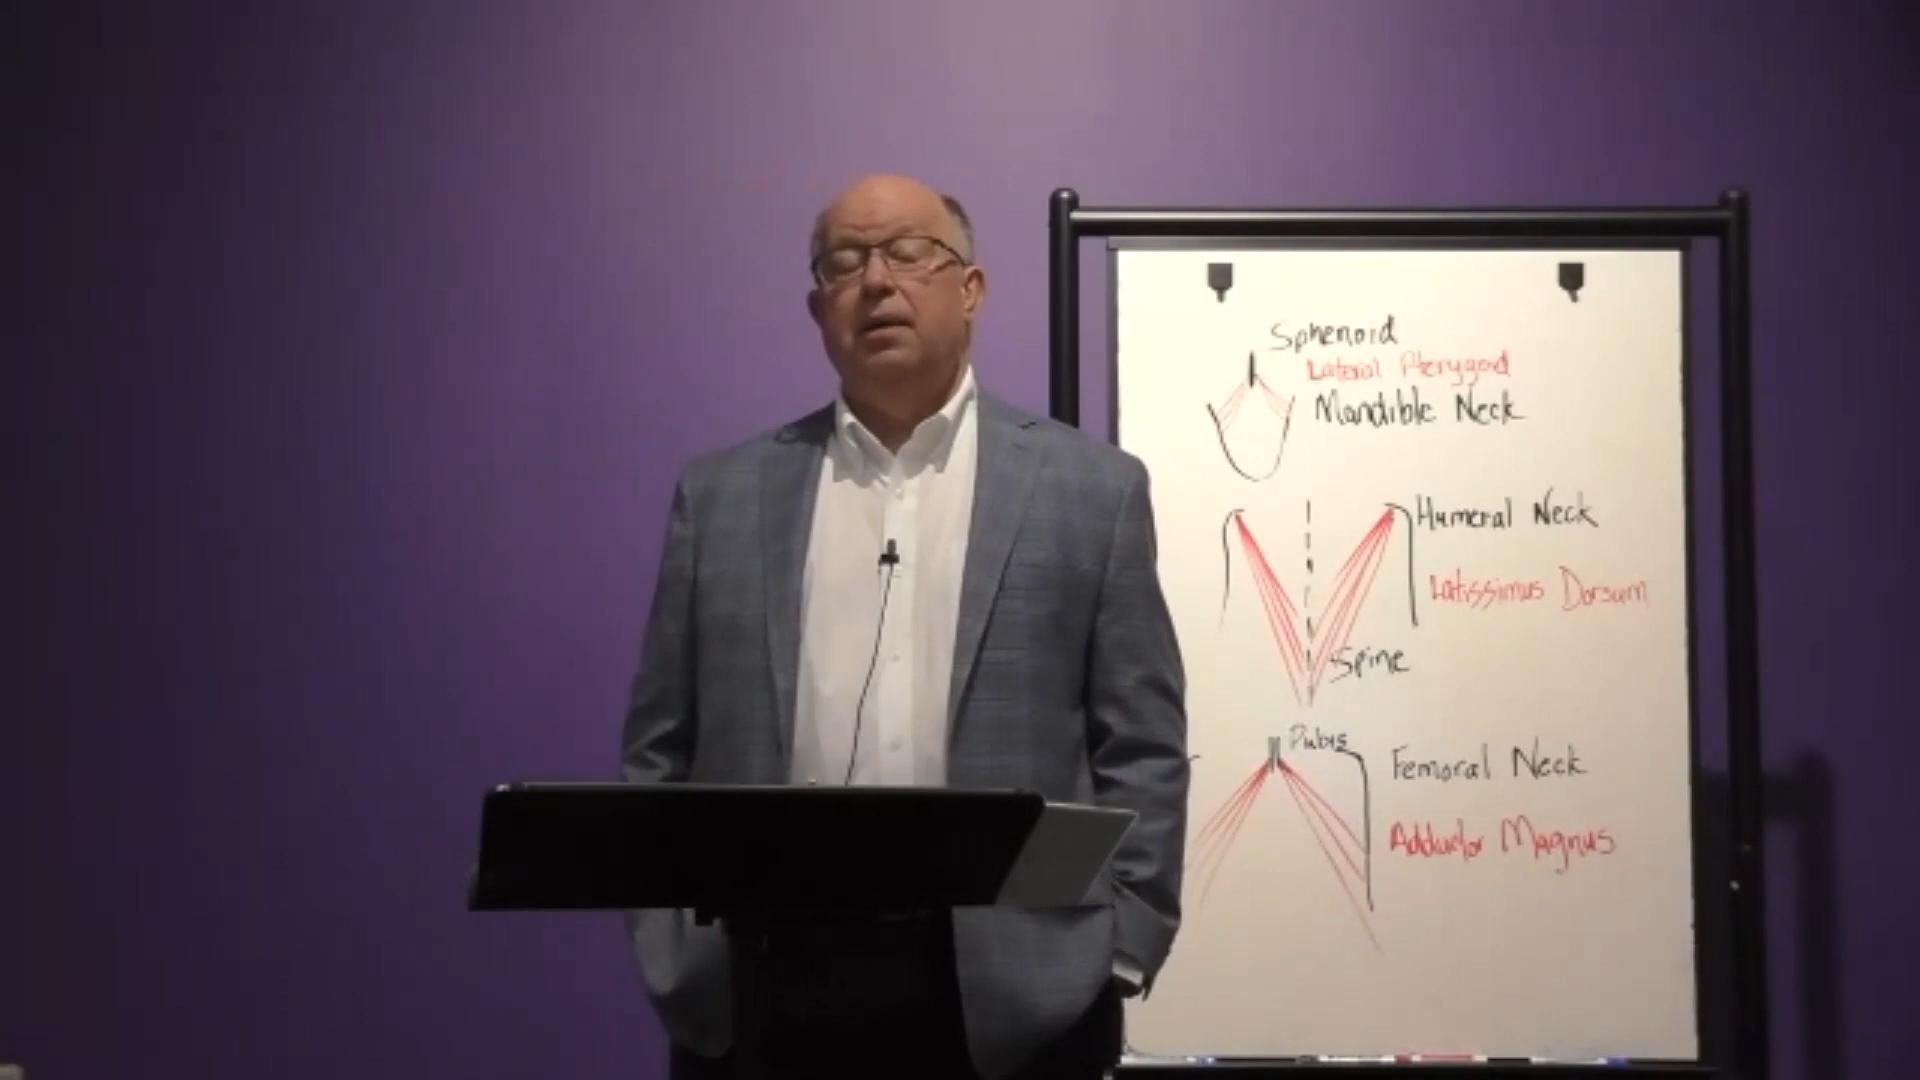 Sphenoid
Lateral Pterygoid
Mandible Neck
Humeral Neck
Latissimus Dorsum
Spine
Pubis
Femoral Neck
Adductor Magnus